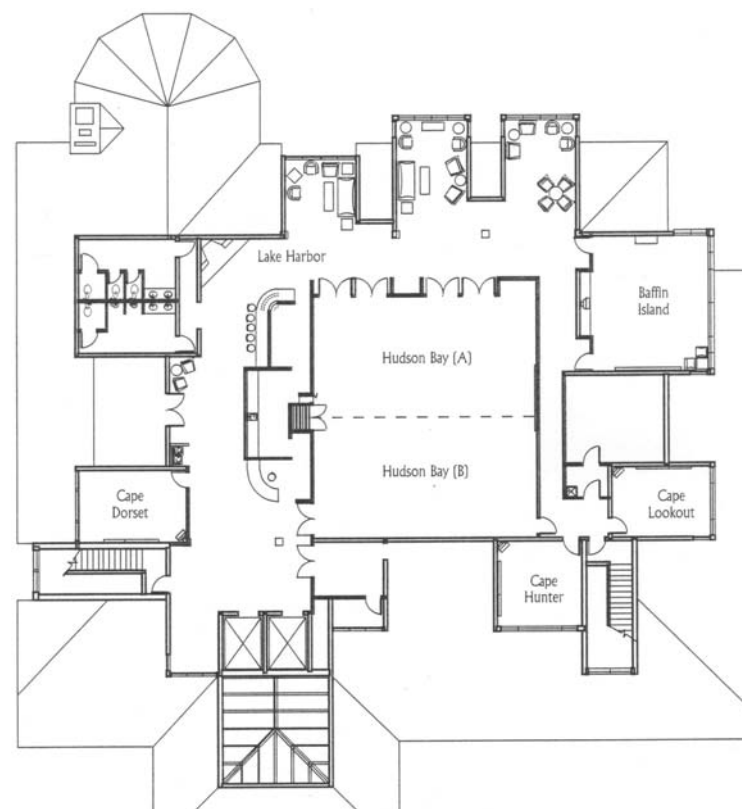 Lake Harbor
Baffin
Island
Hudson Bay (A)
Hudson Bay (B)
Cape
Dorset
Cape
Lookout
Cape
Hunter